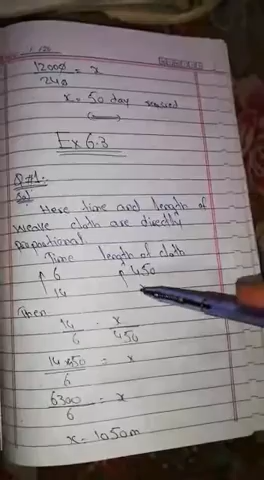 12000 = x
240
x = 50 day required
Ex 6.3
Q#1:
Sol:
Here time and length of
weave cloth are directly
proportional
Time length of cloth
↑ 6 ↑ 450
14
Then
14/6 = x/450
14×450/6 = x
6300/6 = x
x = 1050m